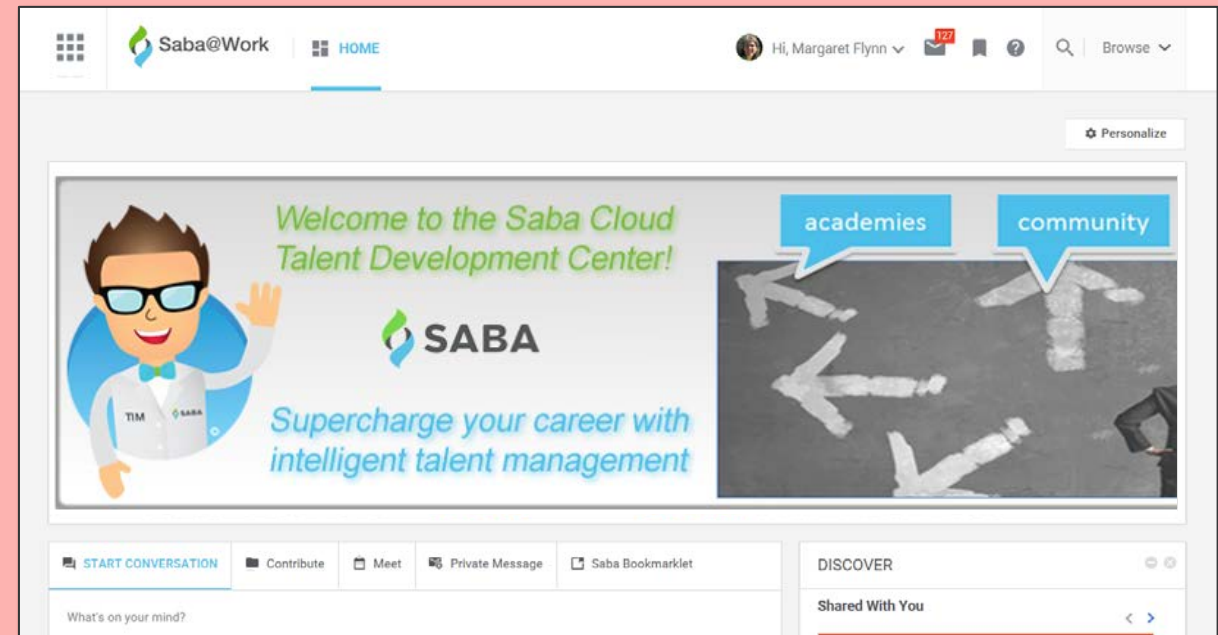 Saba@Work
HOME
Hi, Margaret Flynn
127
Browse
Personalize
Welcome to the Saba Cloud
Talent Development Center!
SABA
Supercharge your career with
intelligent talent management
TIM
SABA
academies
community
START CONVERSATION
Contribute
Meet
Private Message
Saba Bookmarklet
What's on your mind?
DISCOVER
Shared With You